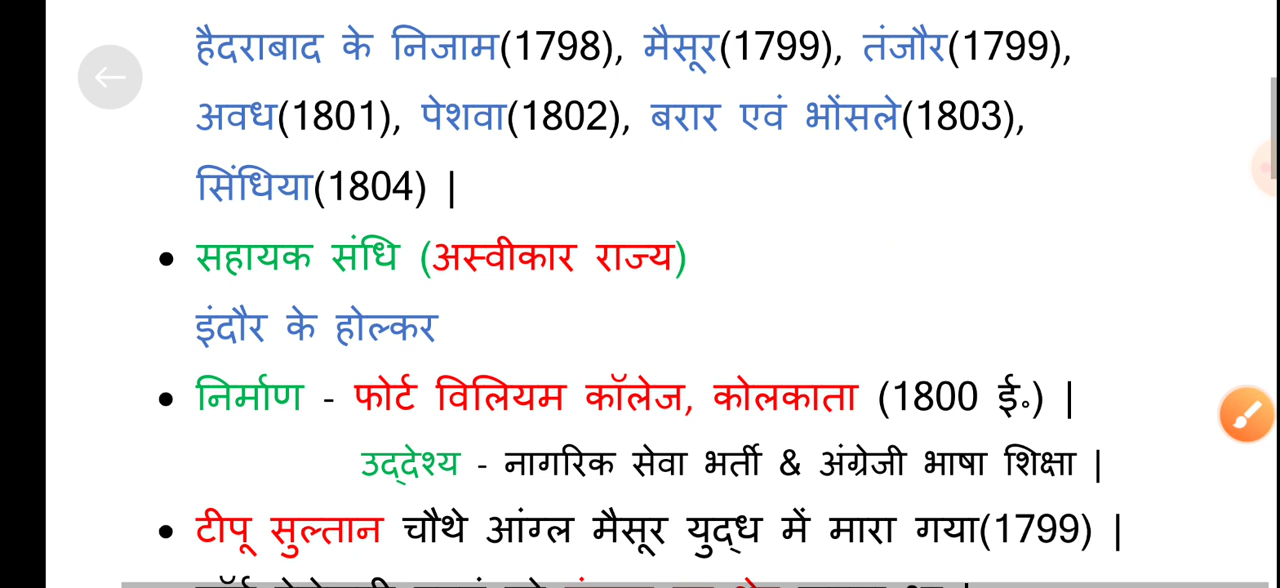 हैदराबाद के निजाम(1798), मैसूर(1799), तंजौर(1799),
अवध(1801), पेशवा(1802), बरार एवं भोंसले(1803),
सिंधिया(1804) |
• सहायक संधि (अस्वीकार राज्य)
इंदौर के होल्कर
• निर्माण - फोर्ट विलियम कॉलेज, कोलकाता (1800 ई॰) |
उद्देश्य - नागरिक सेवा भर्ती & अंग्रेजी भाषा शिक्षा |
• टीपू सुल्तान चौथे आंग्ल मैसूर युद्ध में मारा गया(1799) |